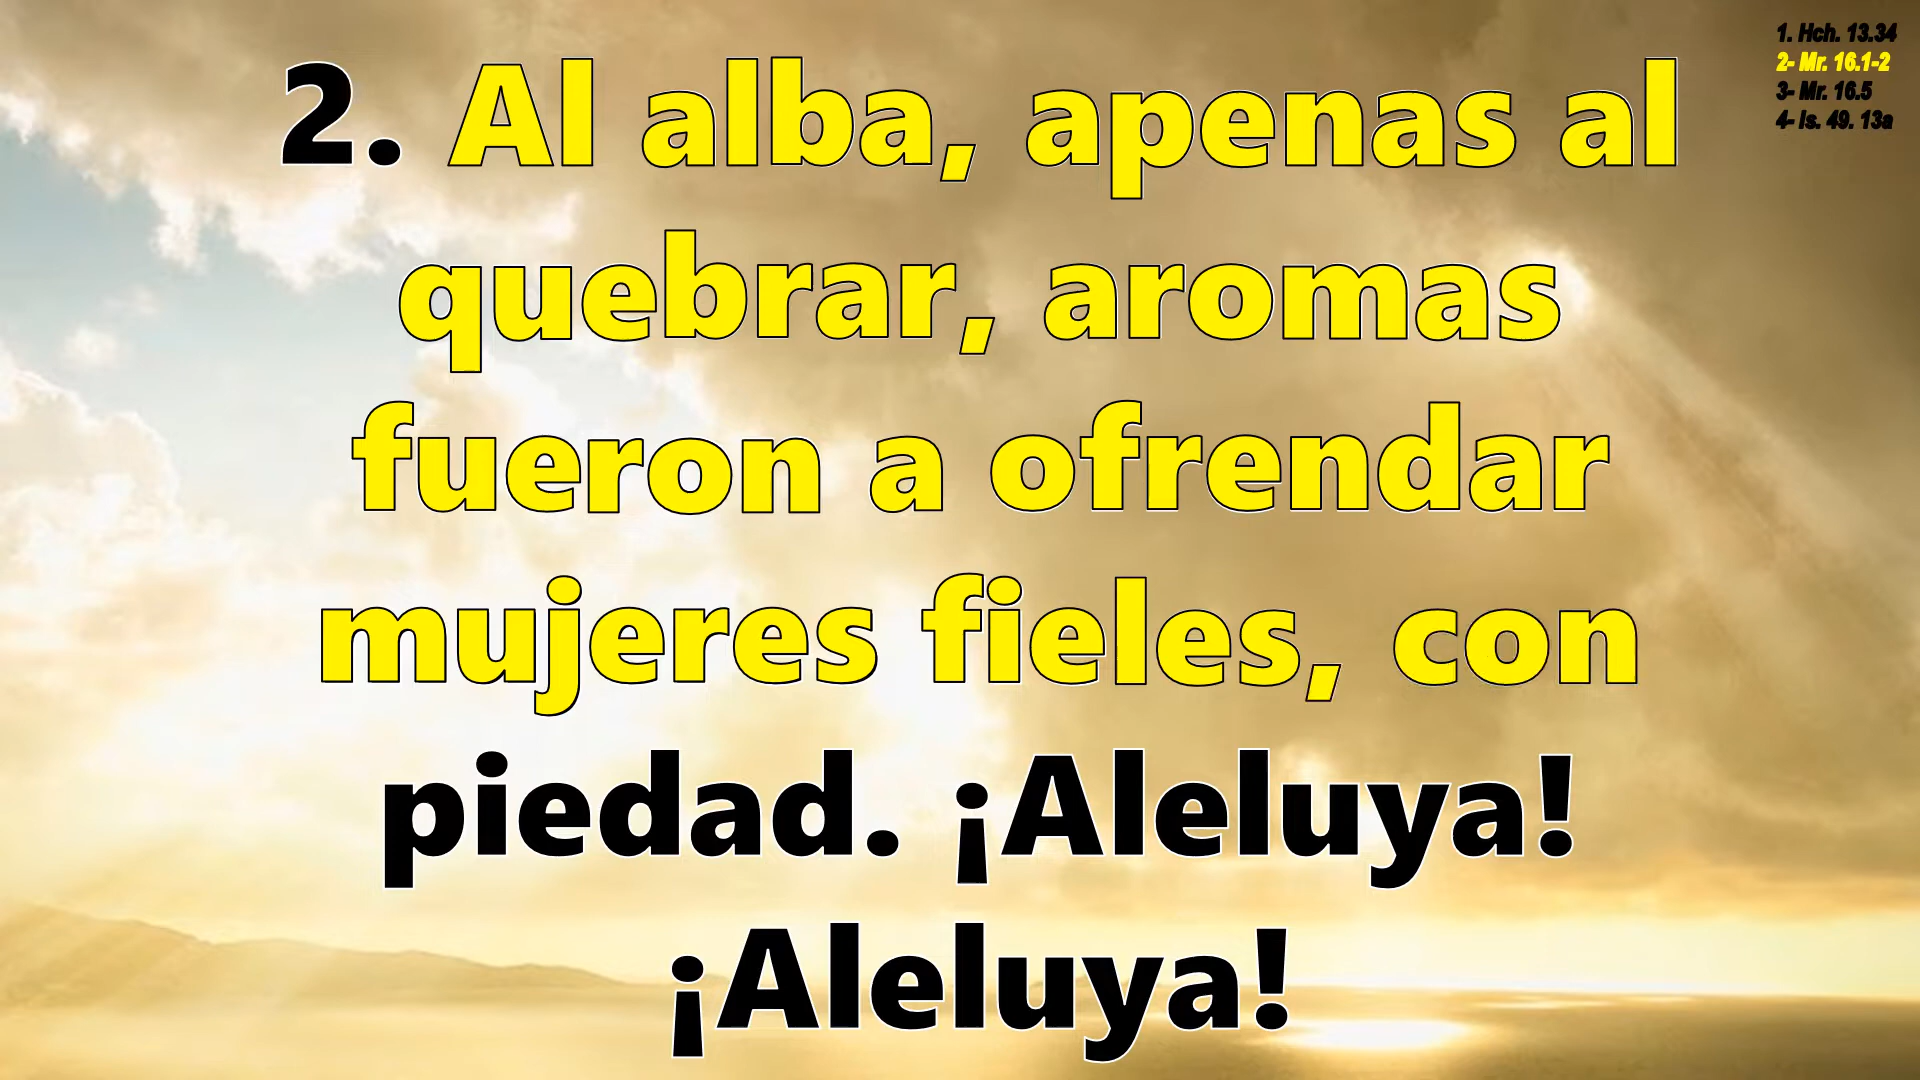 2. Al alba, apenas al
quebrar, aromas
fueron a ofrendar
mujeres fieles, con
piedad. ¡Aleluya!
¡Aleluya!
1. Hch. 13.34
2- Mr. 16.1-2
3- Mr. 16.5
4- Is. 49. 13a